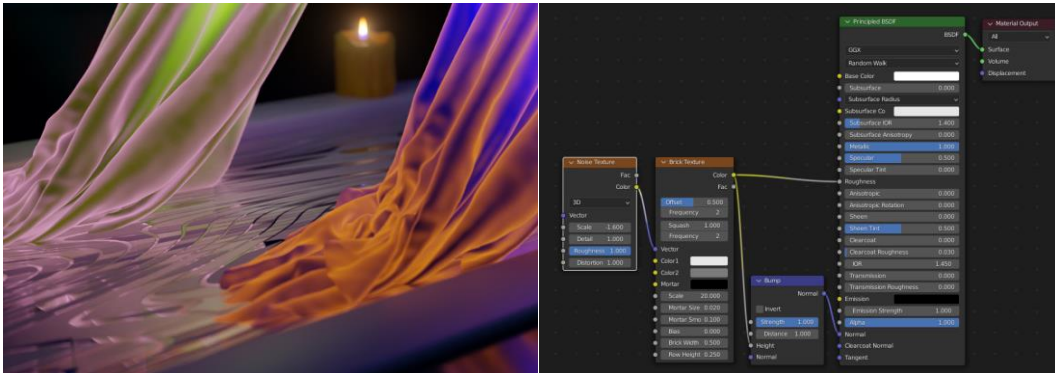 Noise Texture
Fac
Color
3D
Vector
Scale -1.600
Detail 1.000
Roughness 1.000
Distortion 1.000
Brick Texture
Color
Fac
Offset 0.500
Frequency 2
Squash 1.000
Frequency 2
Vector
Color1
Color2
Mortar
Scale 20.000
Mortar Size 0.020
Mortar Smo 0.100
Bias 0.000
Brick Width 0.500
Row Height 0.250
Bump
Normal
Invert
Strength 1.000
Distance 1.000
Height
Normal
Principled BSDF
BSDF
GGX
Random Walk
Base Color
Subsurface 0.000
Subsurface Radius
Subsurface Co
Subsurface IOR 1.400
Subsurface Anisotropy 0.000
Metallic 1.000
Specular 0.500
Specular Tint 0.000
Roughness
Anisotropic 0.000
Anisotropic Rotation 0.000
Sheen 0.000
Sheen Tint 0.500
Clearcoat 0.000
Clearcoat Roughness 0.030
IOR 1.450
Transmission 0.000
Transmission Roughness 0.000
Emission
Emission Strength 1.000
Alpha 1.000
Normal
Clearcoat Normal
Tangent
Material Output
All
Surface
Volume
Displacement